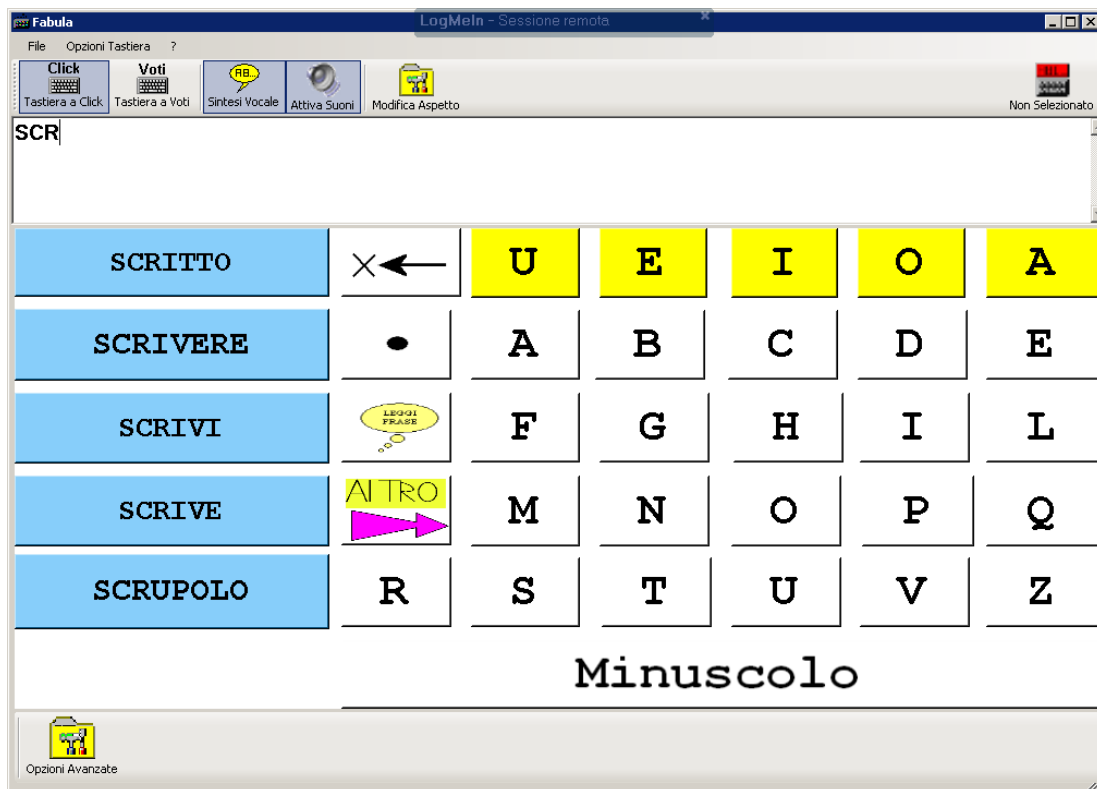 Fabula
LogMeIn - Sessione remota
File Opzioni Tastiera ?
Click Voti AB...
Tastiera a Click Tastiera a Voti Sintesi Vocale Attiva Suoni Modifica Aspetto Non Selezionato
SCR
SCRITTO U E I O A
SCRIVERE A B C D E
SCRIVI LEGGI FRASE F G H I L
SCRIVE ALTRO M N O P Q
SCRUPOLO R S T U V Z
Minuscolo
Opzioni Avanzate